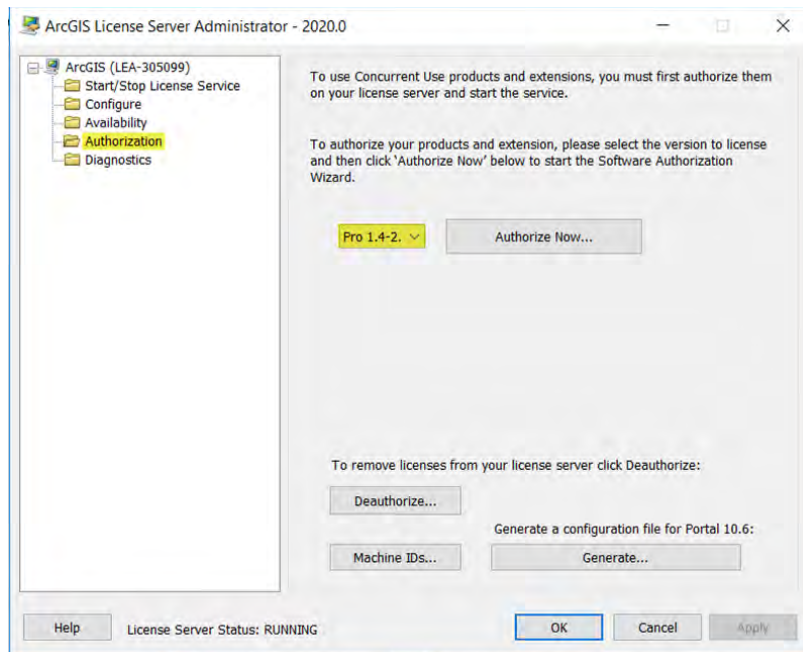 ArcGIS License Server Administrator - 2020.0
ArcGIS (LEA-305099)
Start/Stop License Service
Configure
Availability
Authorization
Diagnostics
To use Concurrent Use products and extensions, you must first authorize them
on your license server and start the service.
To authorize your products and extension, please select the version to license
and then click 'Authorize Now' below to start the Software Authorization
Wizard.
Pro 1.4-2.
Authorize Now...
To remove licenses from your license server click Deauthorize:
Deauthorize...
Generate a configuration file for Portal 10.6:
Machine IDs...
Generate...
Help
License Server Status: RUNNING
OK
Cancel
Apply